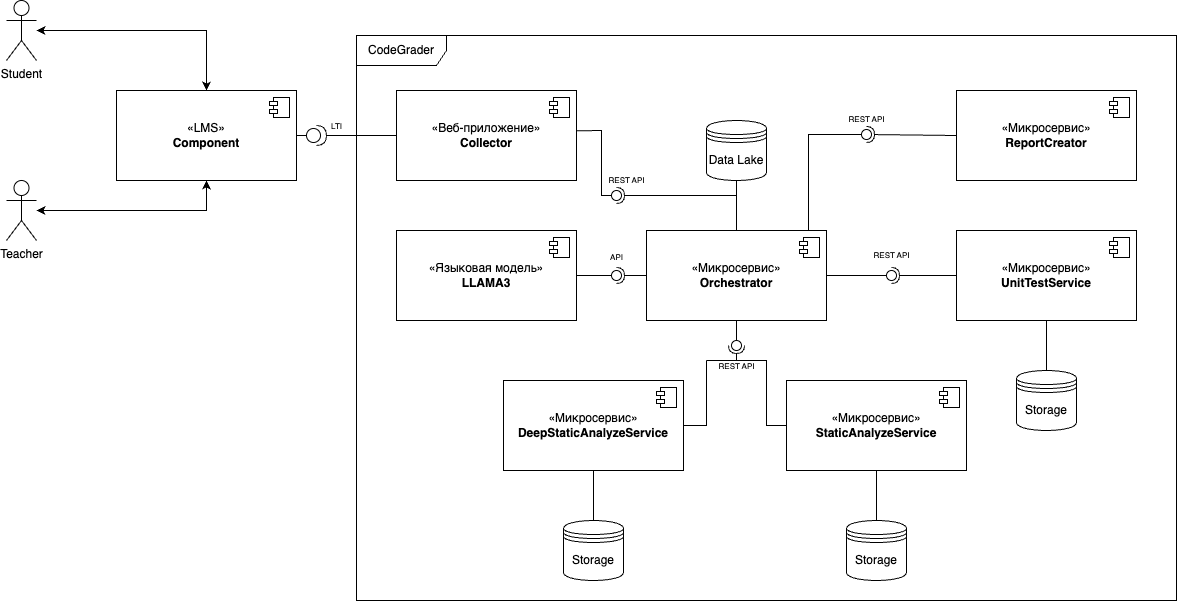 Student
CodeGrader
«LMS»
Component
LTI
«Веб-приложение»
Collector
REST API
Data Lake
REST API
«Микросервис»
ReportCreator
Teacher
«Языковая модель»
LLAMA3
API
«Микросервис»
Orchestrator
REST API
«Микросервис»
UnitTestService
REST API
Storage
«Микросервис»
DeepStaticAnalyzeService
«Микросервис»
StaticAnalyzeService
Storage
Storage